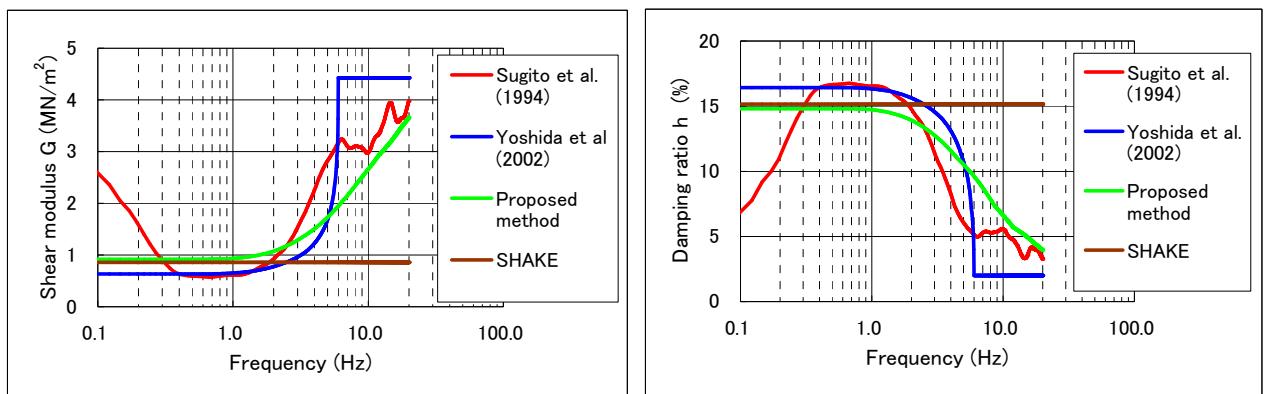 5
4
3
2
1
0
Shear modulus G (MN/m²)
0.1
1.0
10.0
100.0
Frequency (Hz)
Sugito et al.
(1994)
Yoshida et al
(2002)
Proposed
method
SHAKE
20
15
10
5
0
Damping ratio h (%)
0.1
1.0
10.0
100.0
Frequency (Hz)
Sugito et al.
(1994)
Yoshida et al.
(2002)
Proposed
method
SHAKE